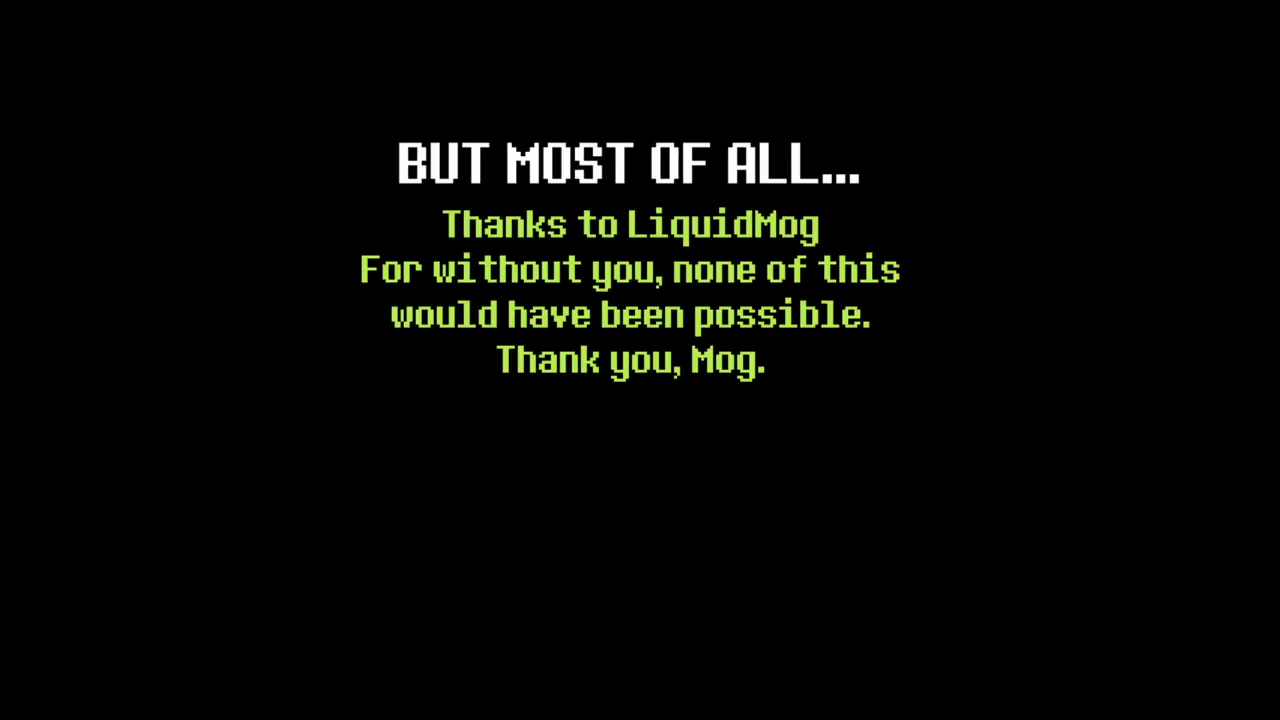 BUT MOST OF ALL...
Thanks to LiquidMog
For without you, none of this
would have been possible.
Thank you, Mog.